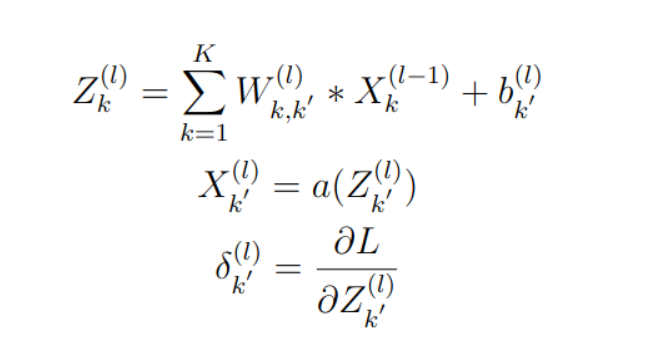 Z_k^{(l)} = \sum_{k=1}^{K} W_{k,k'}^{(l)} * X_k^{(l-1)} + b_{k'}^{(l)}
X_{k'}^{(l)} = a(Z_{k'}^{(l)})
\delta_{k'}^{(l)} = \frac{\partial L}{\partial Z_{k'}^{(l)}}